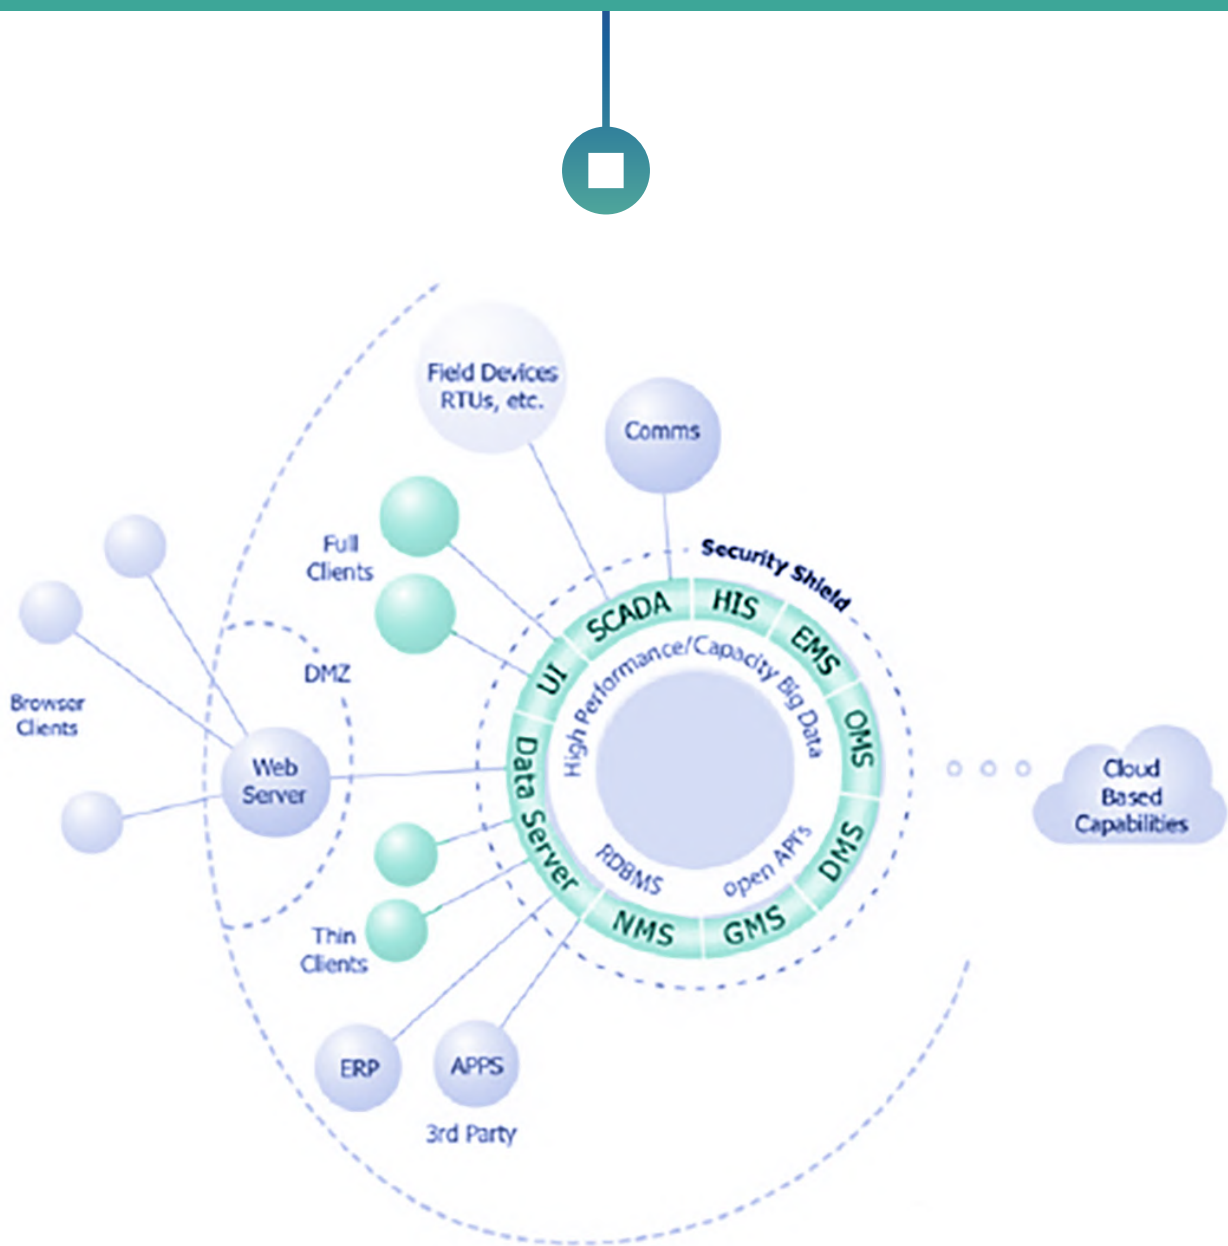 Field Devices
RTUs, etc.
Comms
Full
Clients
Security Shield
SCADA
HIS
EMS
UI
High Performance/Capacity Big Data
DMZ
Browser
Clients
OMS
Data Server
Web
Server
Cloud
Based
Capabilities
DMS
RDBMS
Open API's
NMS
GMS
Thin
Clients
ERP
APPS
3rd Party